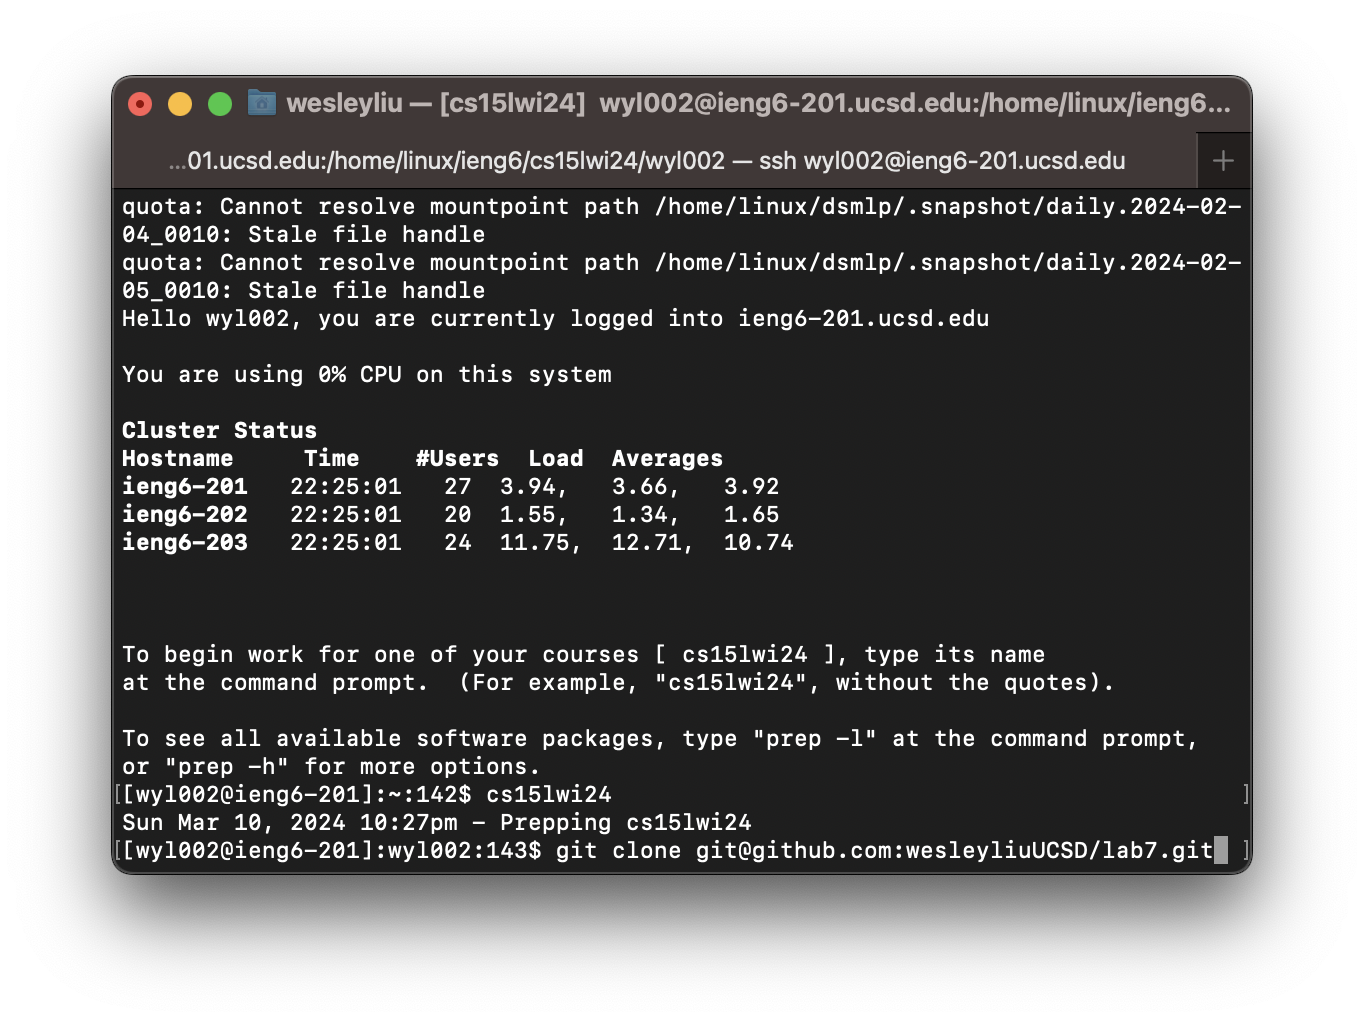 wesleyliu — [cs15lwi24] wyl002@ieng6-201.ucsd.edu:/home/linux/ieng6...
...01.ucsd.edu:/home/linux/ieng6/cs15lwi24/wyl002 — ssh wyl002@ieng6-201.ucsd.edu +
quota: Cannot resolve mountpoint path /home/linux/dsmlp/.snapshot/daily.2024-02-
04_0010: Stale file handle
quota: Cannot resolve mountpoint path /home/linux/dsmlp/.snapshot/daily.2024-02-
05_0010: Stale file handle
Hello wyl002, you are currently logged into ieng6-201.ucsd.edu
You are using 0% CPU on this system
Cluster Status
Hostname     Time    #Users  Load  Averages
ieng6-201   22:25:01   27  3.94,   3.66,   3.92
ieng6-202   22:25:01   20  1.55,   1.34,   1.65
ieng6-203   22:25:01   24  11.75,  12.71,  10.74
To begin work for one of your courses [ cs15lwi24 ], type its name
at the command prompt.  (For example, "cs15lwi24", without the quotes).
To see all available software packages, type "prep -l" at the command prompt,
or "prep -h" for more options.
[[wyl002@ieng6-201]:~:142$ cs15lwi24 ]
Sun Mar 10, 2024 10:27pm - Prepping cs15lwi24
[[wyl002@ieng6-201]:wyl002:143$ git clone git@github.com:wesleyliuUCSD/lab7.git ]